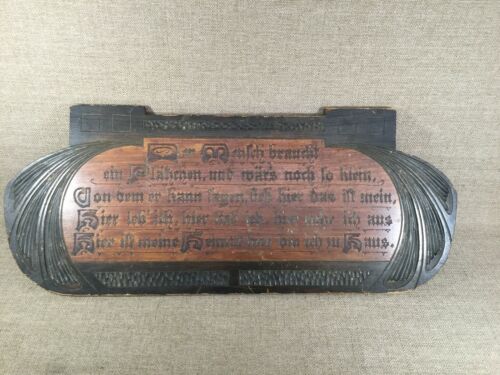 Der Mensch braucht
ein Plätzchen, und wärs noch so klein,
Von dem er kann sagen, sieh hier das ist mein,
Hier leb ich, hier lieb ich, hier ruhe ich aus
Hier ist meine Heimat hier bin ich zu Haus.